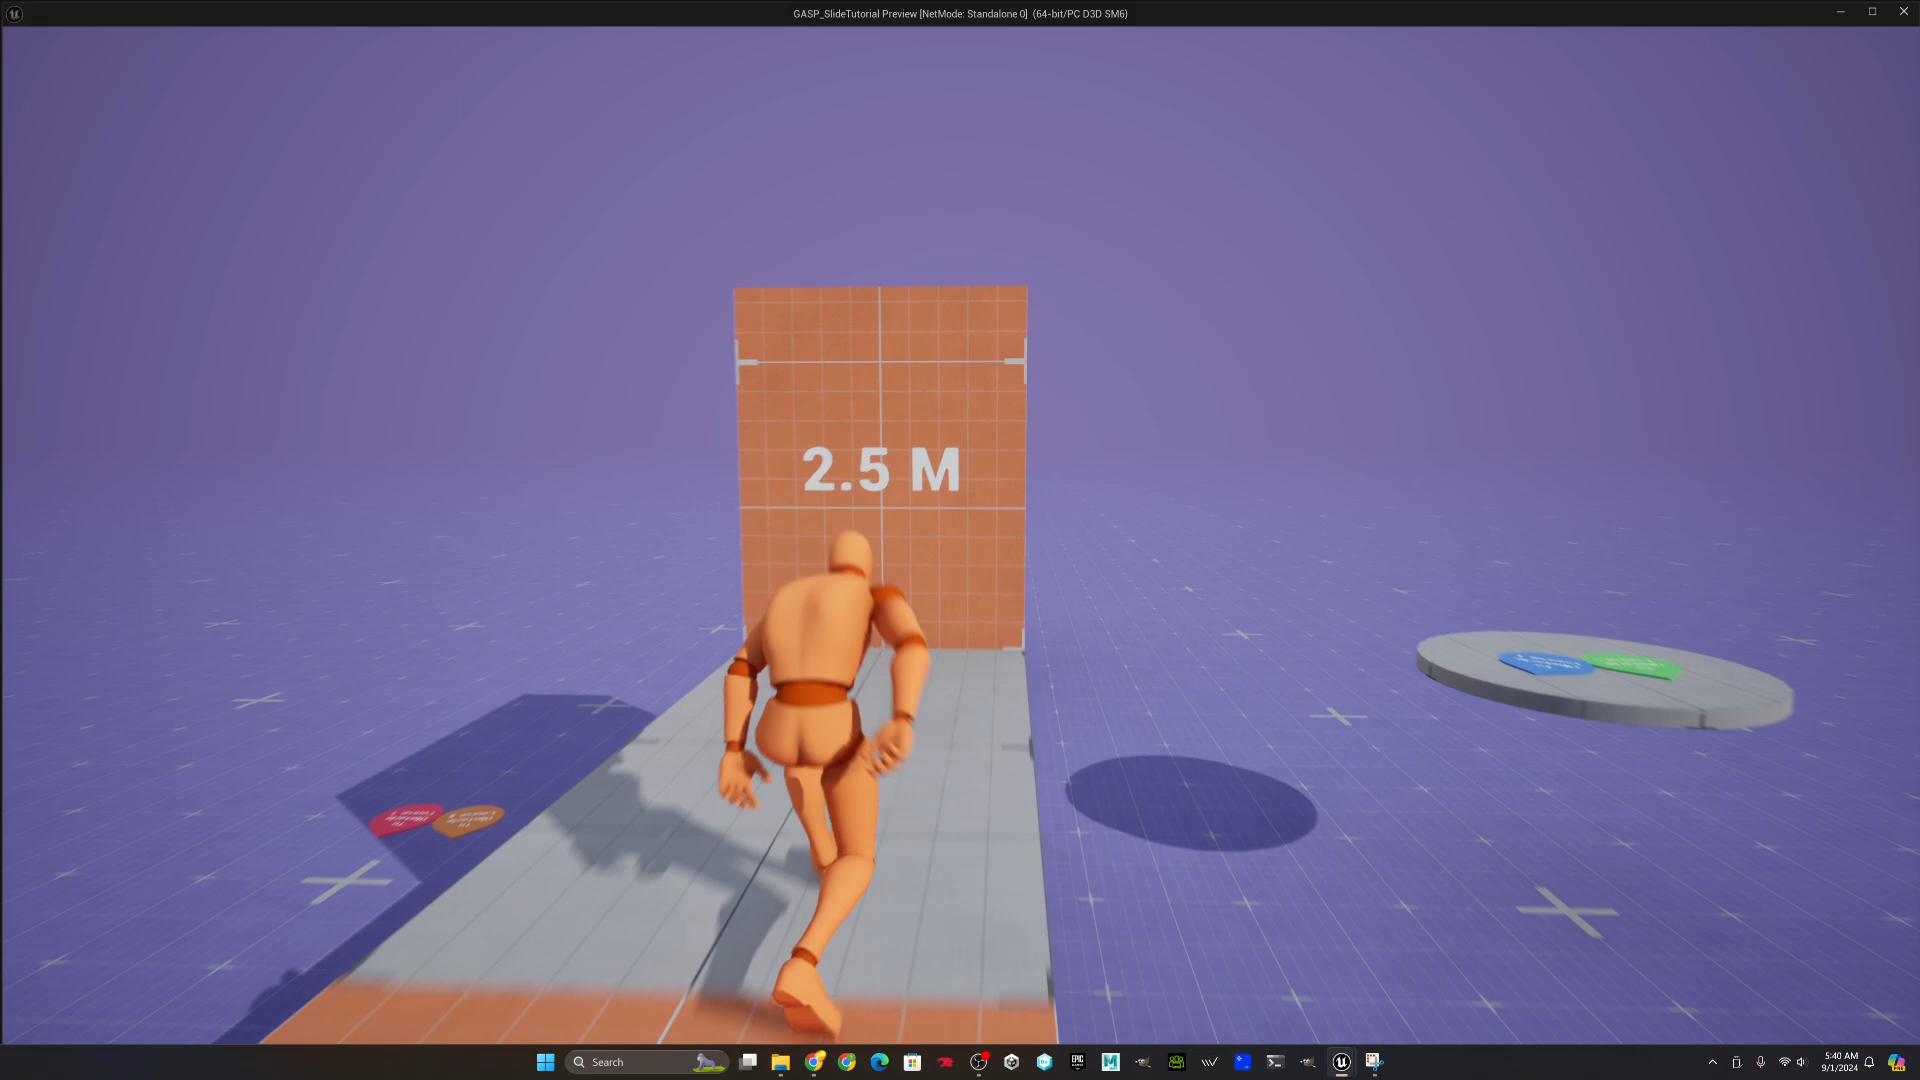 GASP_SlideTutorial Preview [NetMode: Standalone 0] (64-bit/PC D3D SM6)
2.5 M
Search
EPIC
5:40 AM
9/1/2024